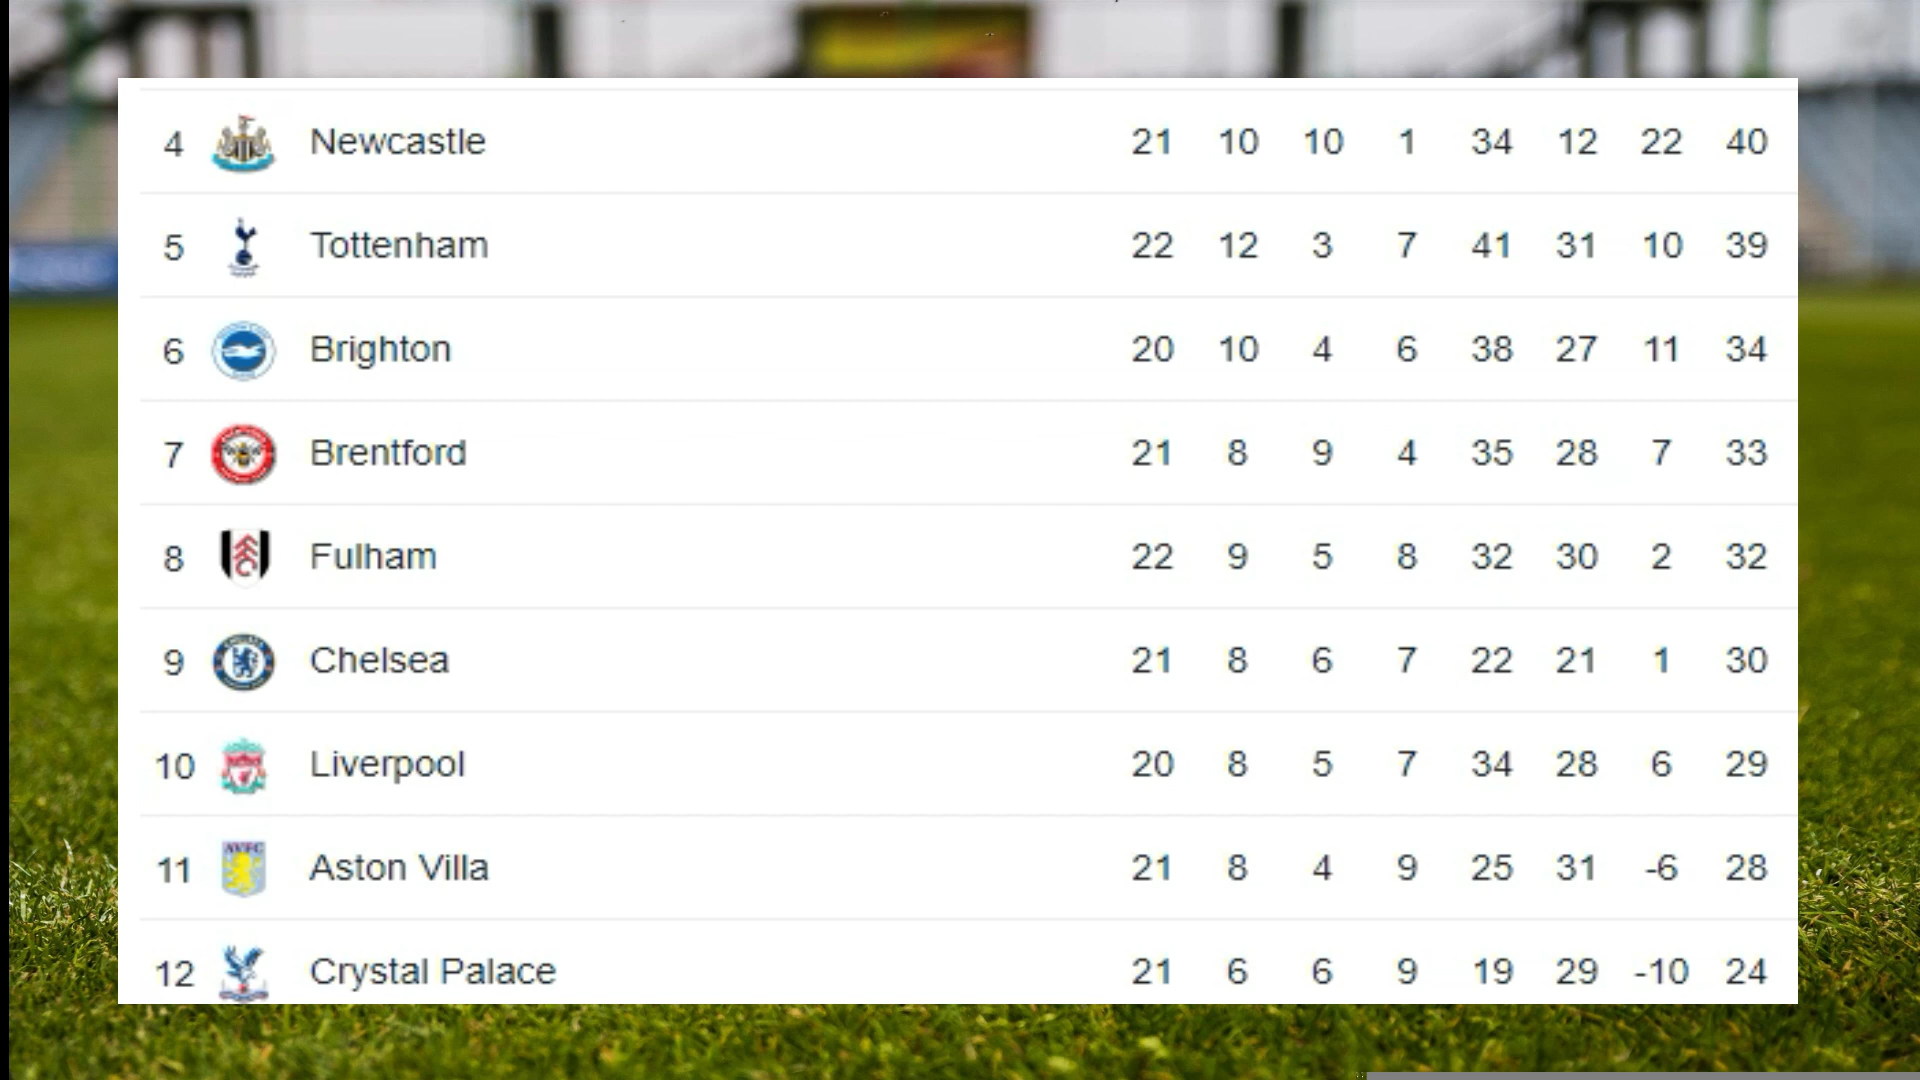 4 Newcastle 21 10 10 1 34 12 22 40
5 Tottenham 22 12 3 7 41 31 10 39
6 Brighton 20 10 4 6 38 27 11 34
7 Brentford 21 8 9 4 35 28 7 33
8 Fulham 22 9 5 8 32 30 2 32
9 Chelsea 21 8 6 7 22 21 1 30
10 Liverpool 20 8 5 7 34 28 6 29
11 Aston Villa 21 8 4 9 25 31 -6 28
12 Crystal Palace 21 6 6 9 19 29 -10 24